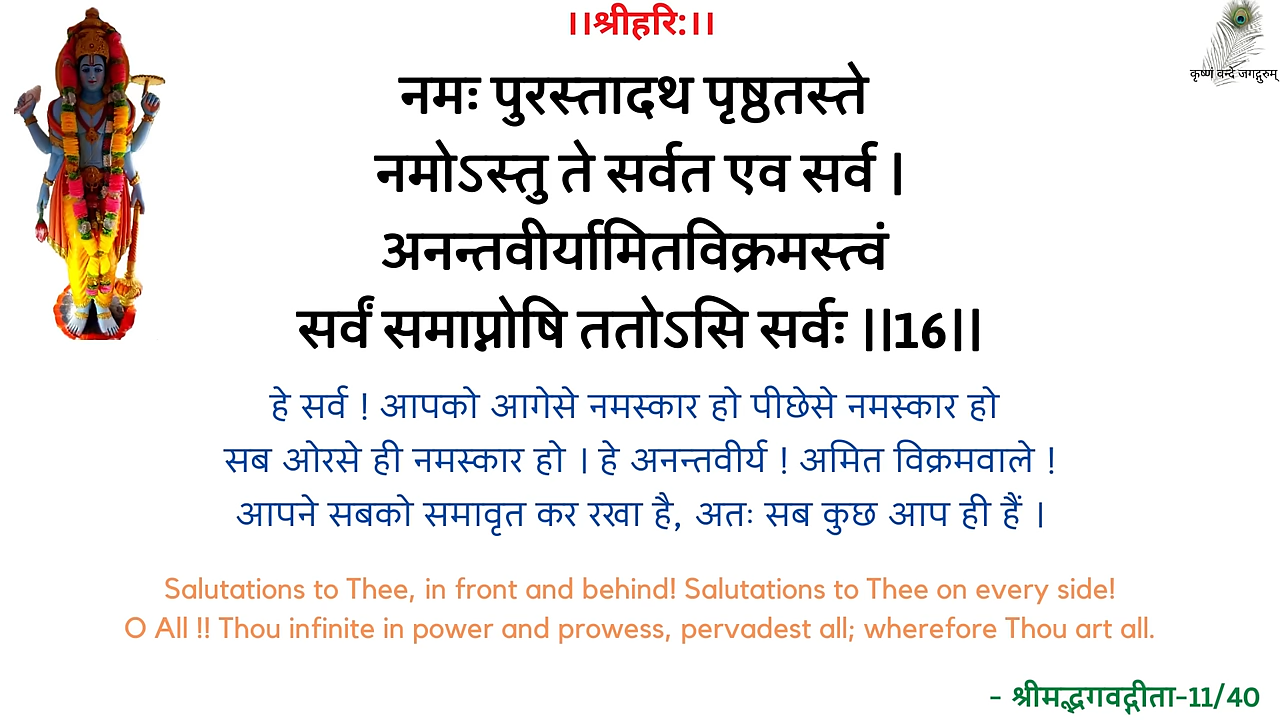 ।।श्रीहरि:।।
कृष्णं वन्दे जगद्गुरुम्
नमः पुरस्तादथ पृष्ठतस्ते
नमोऽस्तु ते सर्वत एव सर्व |
अनन्तवीर्यामितविक्रमस्त्वं
सर्वं समाप्नोषि ततोऽसि सर्वः ||16||
हे सर्व ! आपको आगेसे नमस्कार हो पीछेसे नमस्कार हो
सब ओरसे ही नमस्कार हो । हे अनन्तवीर्य ! अमित विक्रमवाले !
आपने सबको समावृत कर रखा है, अतः सब कुछ आप ही हैं ।
Salutations to Thee, in front and behind! Salutations to Thee on every side!
O All !! Thou infinite in power and prowess, pervadest all; wherefore Thou art all.
- श्रीमद्भगवद्गीता-11/40